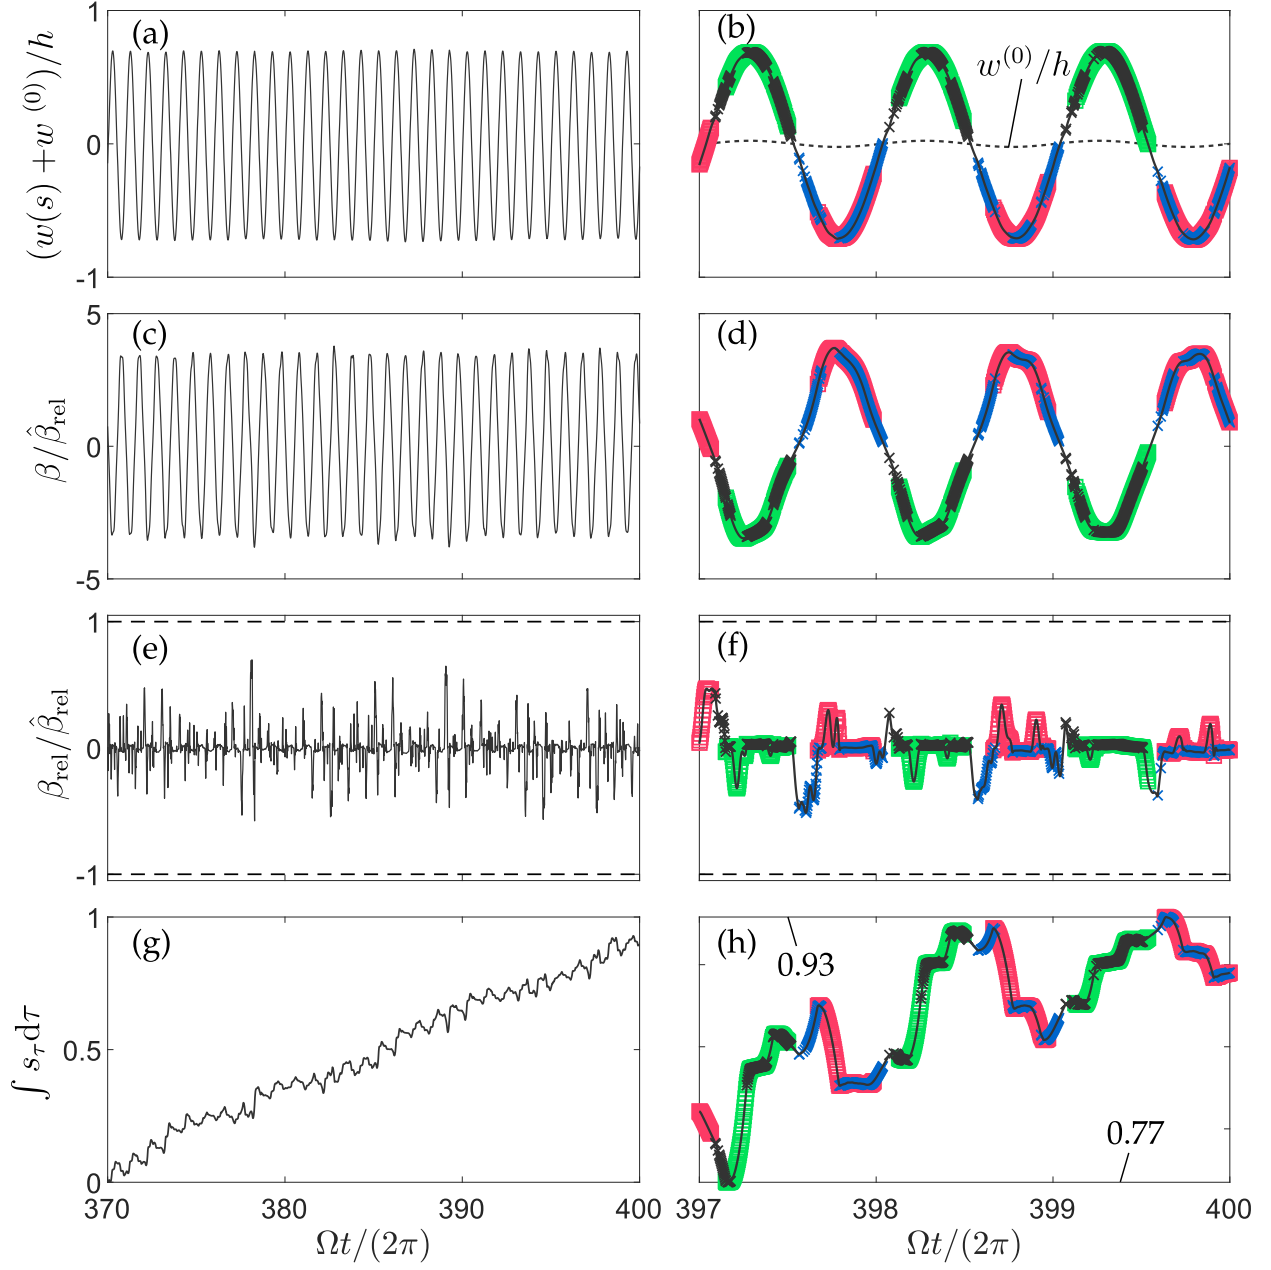 (w(s) + w^{(0)})/h
1
0
-1
(a)
(b)
w^{(0)}/h
β/β̂_rel
5
0
-5
(c)
(d)
β_rel/β̂_rel
1
0
-1
(e)
(f)
∫ s_τ dτ
1
0.5
0
(g)
(h)
0.93
0.77
370 380 390 400
397 398 399 400
Ωt/(2π)
Ωt/(2π)